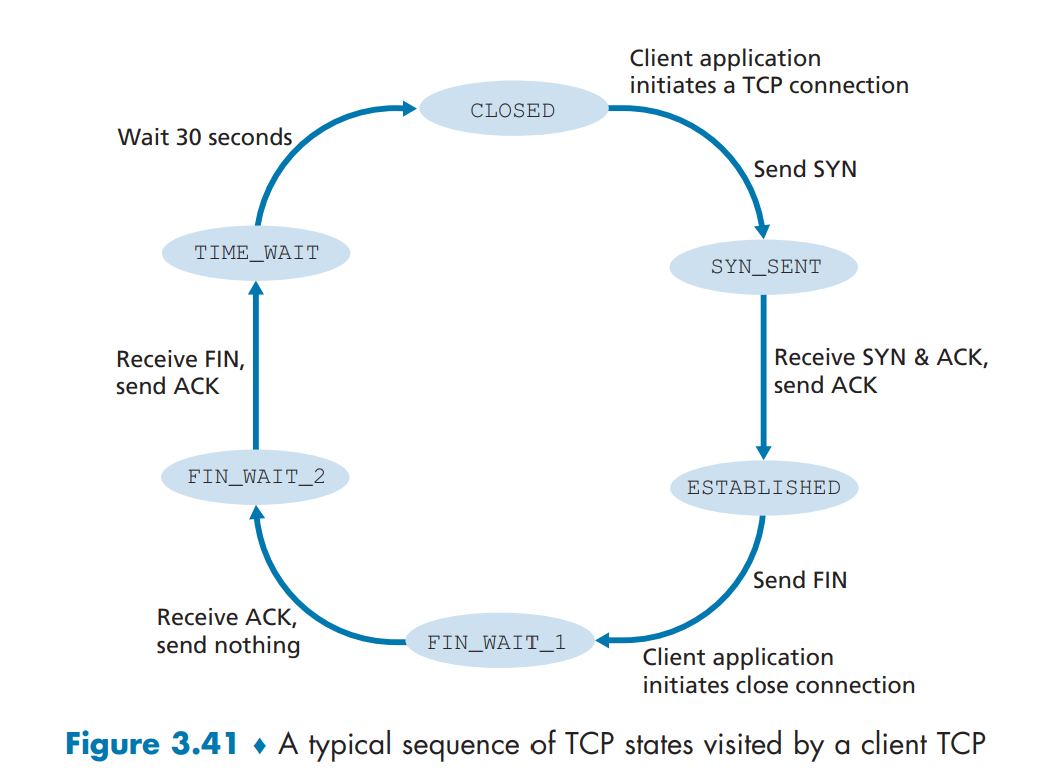 Client application
initiates a TCP connection
CLOSED
Wait 30 seconds
Send SYN
TIME_WAIT
SYN_SENT
Receive FIN,
send ACK
Receive SYN & ACK,
send ACK
FIN_WAIT_2
ESTABLISHED
Send FIN
Receive ACK,
send nothing
FIN_WAIT_1
Client application
initiates close connection
Figure 3.41 ♦ A typical sequence of TCP states visited by a client TCP